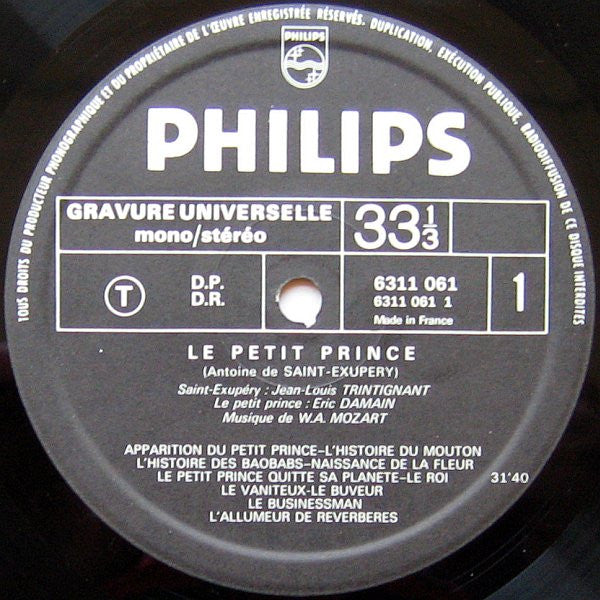 TOUS DROITS DU PRODUCTEUR PHONOGRAPHIQUE ET DU PROPRIÉTAIRE DE L'ŒUVRE ENREGISTRÉE RÉSERVÉS. DUPLICATION, EXÉCUTION PUBLIQUE, RADIODIFFUSION DE CE DISQUE INTERDITES
PHILIPS
PHILIPS
GRAVURE UNIVERSELLE
mono/stéréo
33 1/3
T
D.P.
D.R.
6311 061
6311 061 1
Made in France
1
LE PETIT PRINCE
(Antoine de SAINT-EXUPERY)
Saint-Exupéry : Jean-Louis TRINTIGNANT
Le petit prince : Eric DAMAIN
Musique de W.A. MOZART
APPARITION DU PETIT PRINCE-L'HISTOIRE DU MOUTON
L'HISTOIRE DES BAOBABS-NAISSANCE DE LA FLEUR
LE PETIT PRINCE QUITTE SA PLANETE-LE ROI 31'40
LE VANITEUX-LE BUVEUR
LE BUSINESSMAN
L'ALLUMEUR DE REVERBERES